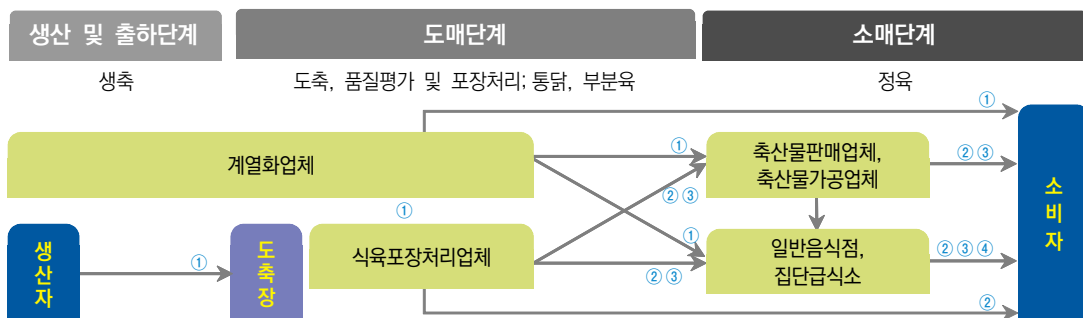 생산 및 출하단계
도매단계
소매단계
생축
도축, 품질평가 및 포장처리; 통닭, 부분육
정육
①
계열화업체
①
축산물판매업체,
축산물가공업체
②③
②③
①
생산자
①
도축장
식육포장처리업체
①
②③
일반음식점,
집단급식소
②③④
②
소비자